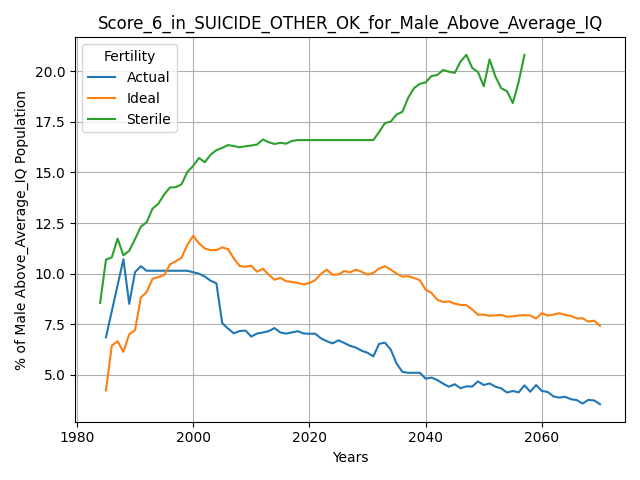 Score_6_in_SUICIDE_OTHER_OK_for_Male_Above_Average_IQ
% of Male Above_Average_IQ Population
20.0
17.5
15.0
12.5
10.0
7.5
5.0
Fertility
Actual
Ideal
Sterile
1980
2000
2020
2040
2060
Years